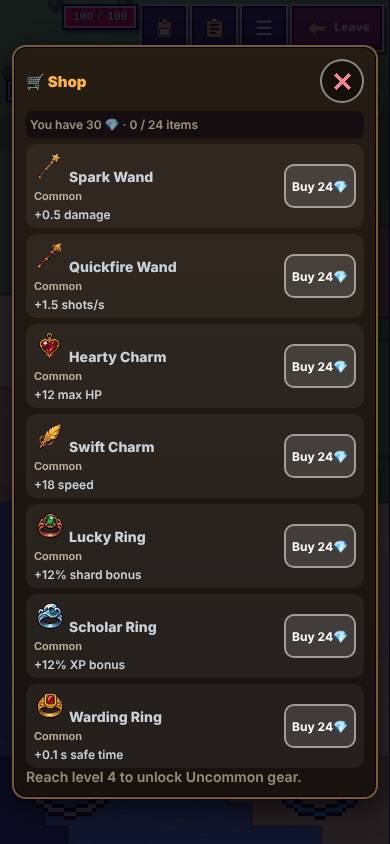 100 / 100
Leave
🛒 Shop
You have 30 💎 · 0 / 24 items
Spark Wand
Common
+0.5 damage
Buy 24💎
Quickfire Wand
Common
+1.5 shots/s
Buy 24💎
Hearty Charm
Common
+12 max HP
Buy 24💎
Swift Charm
Common
+18 speed
Buy 24💎
Lucky Ring
Common
+12% shard bonus
Buy 24💎
Scholar Ring
Common
+12% XP bonus
Buy 24💎
Warding Ring
Common
+0.1 s safe time
Buy 24💎
Reach level 4 to unlock Uncommon gear.